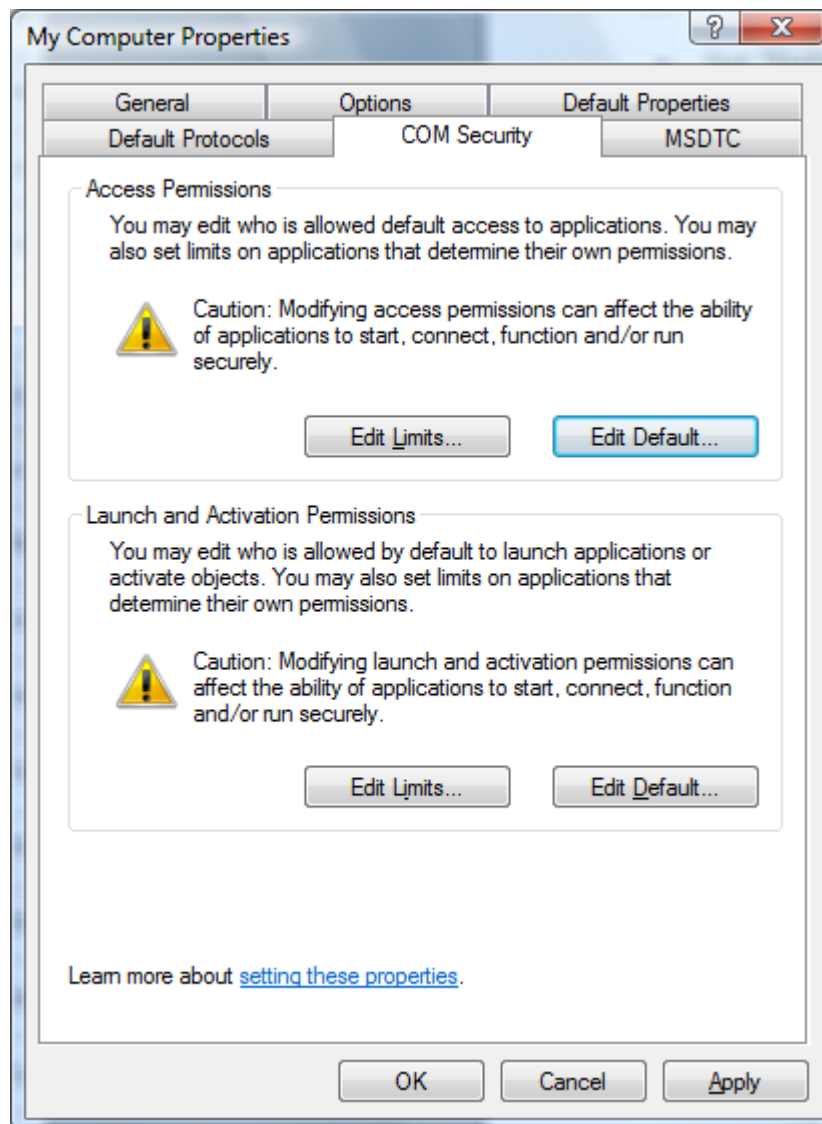 My Computer Properties
General Options Default Properties
Default Protocols COM Security MSDTC
Access Permissions
You may edit who is allowed default access to applications. You may
also set limits on applications that determine their own permissions.
Caution: Modifying access permissions can affect the ability
of applications to start, connect, function and/or run
securely.
Edit Limits... Edit Default...
Launch and Activation Permissions
You may edit who is allowed by default to launch applications or
activate objects. You may also set limits on applications that
determine their own permissions.
Caution: Modifying launch and activation permissions can
affect the ability of applications to start, connect, function
and/or run securely.
Edit Limits... Edit Default...
Learn more about setting these properties.
OK Cancel Apply